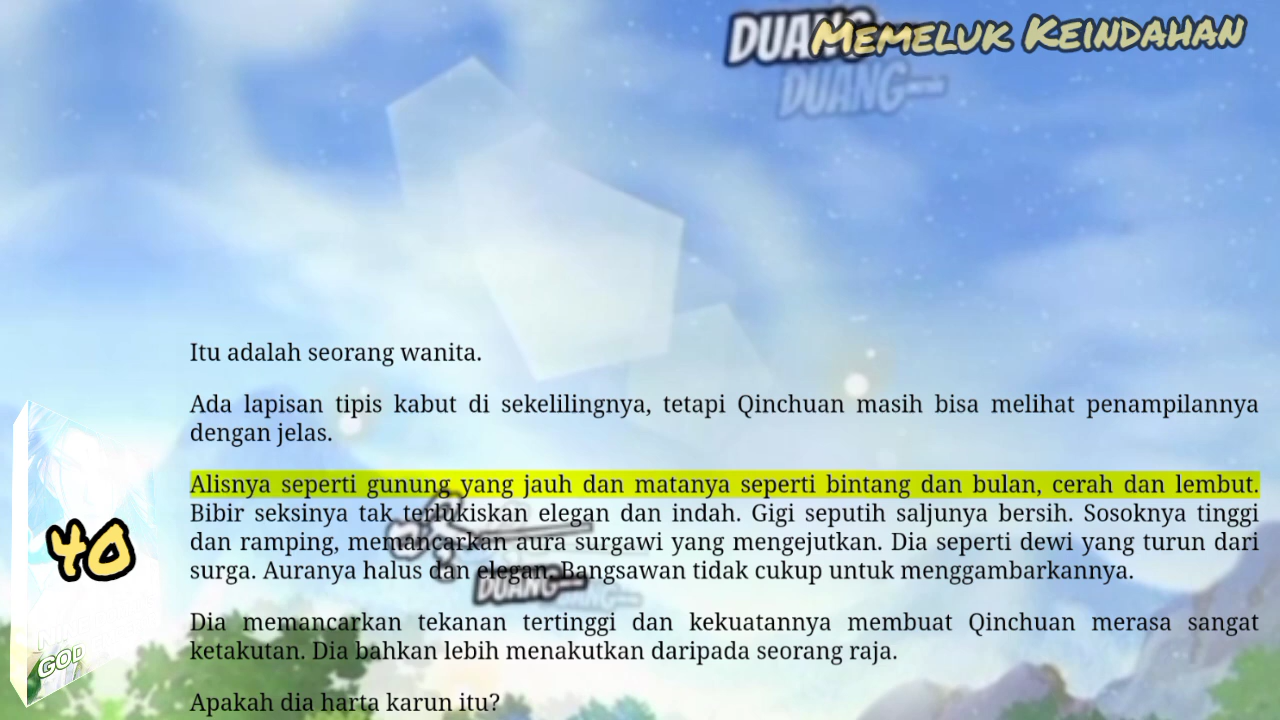 DUANG—
Memeluk Keindahan
DUANG—
Itu adalah seorang wanita.
Ada lapisan tipis kabut di sekelilingnya, tetapi Qinchuan masih bisa melihat penampilannya
dengan jelas.
Alisnya seperti gunung yang jauh dan matanya seperti bintang dan bulan, cerah dan lembut.
Bibir seksinya tak terlukiskan elegan dan indah. Gigi seputih saljunya bersih. Sosoknya tinggi
dan ramping, memancarkan aura surgawi yang mengejutkan. Dia seperti dewi yang turun dari
surga. Auranya halus dan elegan. Bangsawan tidak cukup untuk menggambarkannya.
DUANG—
Dia memancarkan tekanan tertinggi dan kekuatannya membuat Qinchuan merasa sangat
ketakutan. Dia bahkan lebih menakutkan daripada seorang raja.
Apakah dia harta karun itu?
40
GOD